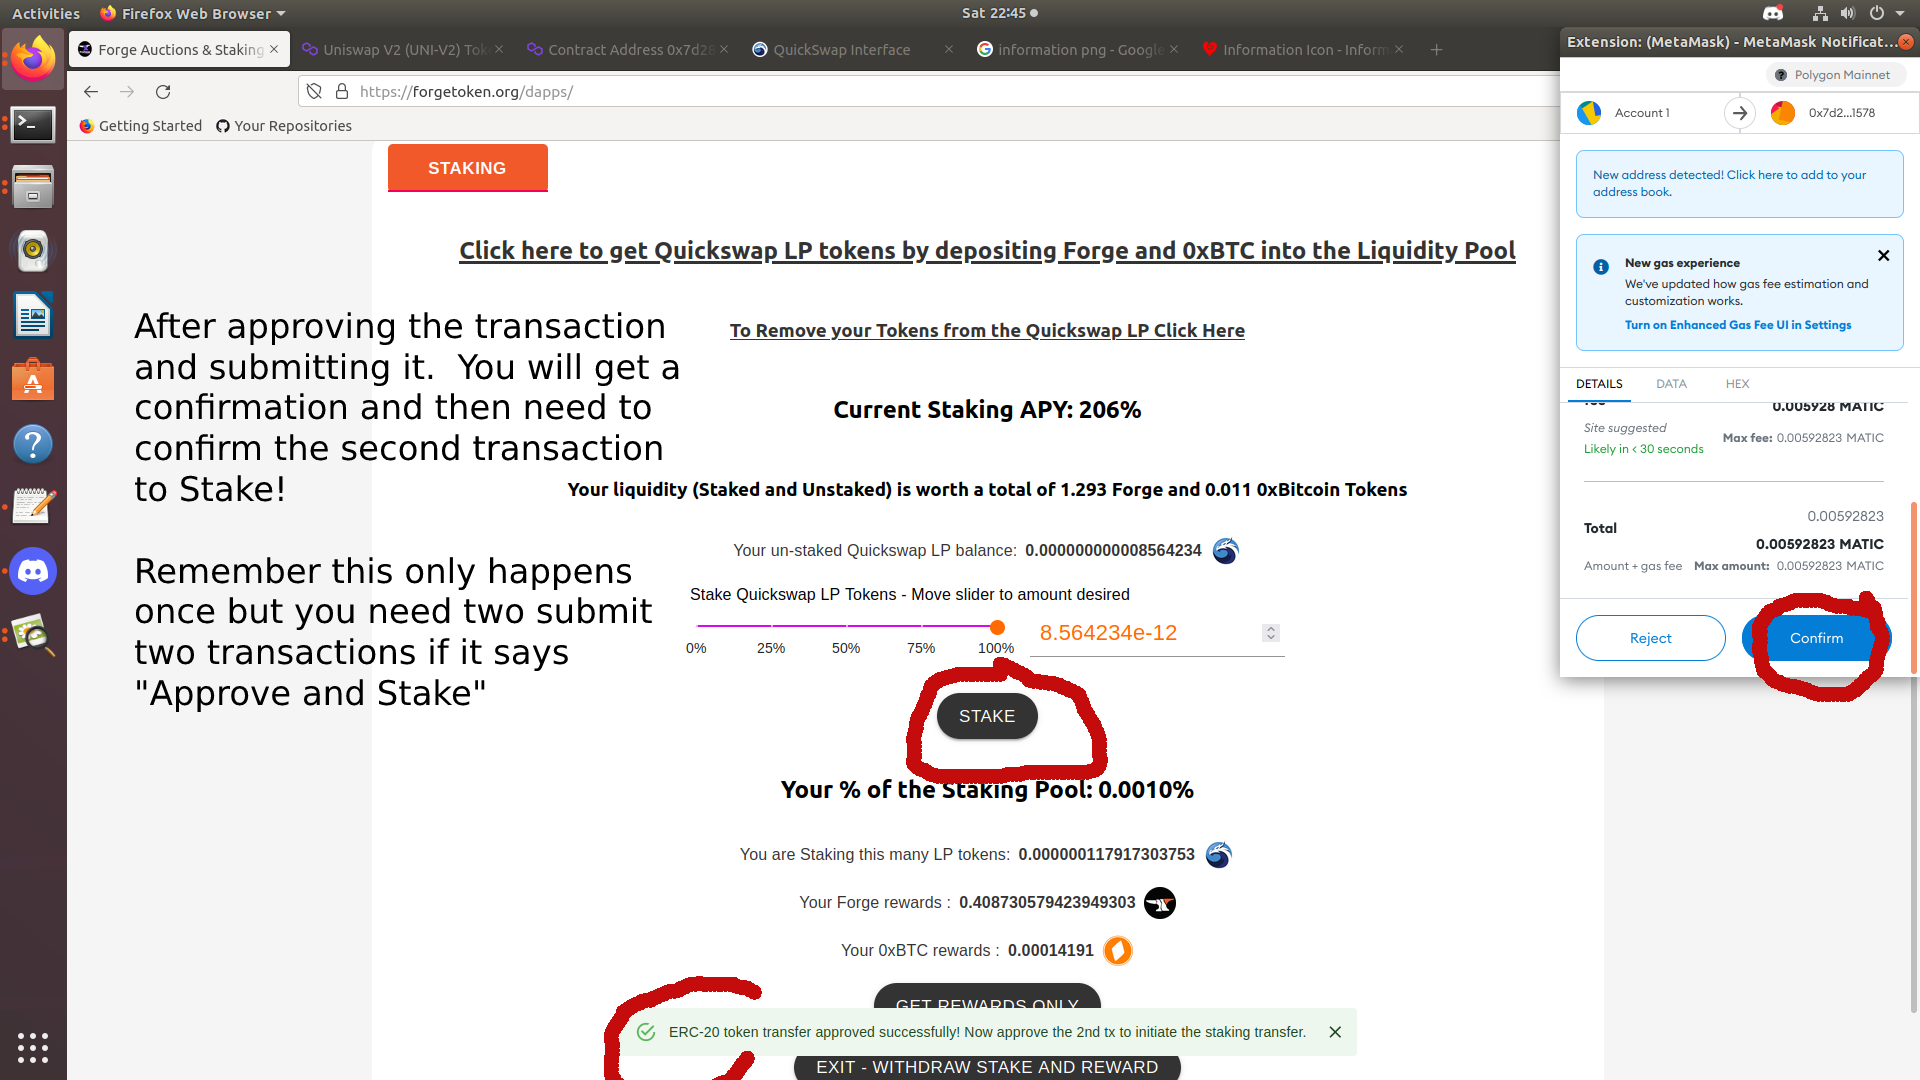 Activities
Firefox Web Browser
Sat 22:45
Extension: (MetaMask) - MetaMask Notificat...
Forge Auctions & Staking
Uniswap V2 (UNI-V2) Tok
Contract Address 0x7d28
QuickSwap Interface
information png - Google
Information Icon - Inform
https://forgetoken.org/dapps/
Getting Started
Your Repositories
STAKING
Click here to get Quickswap LP tokens by depositing Forge and 0xBTC into the Liquidity Pool
To Remove your Tokens from the Quickswap LP Click Here
After approving the transaction
and submitting it.  You will get a
confirmation and then need to
confirm the second transaction
to Stake!
Remember this only happens
once but you need two submit
two transactions if it says
"Approve and Stake"
Current Staking APY: 206%
Your liquidity (Staked and Unstaked) is worth a total of 1.293 Forge and 0.011 0xBitcoin Tokens
Your un-staked Quickswap LP balance: 0.000000000008564234
Stake Quickswap LP Tokens - Move slider to amount desired
0% 25% 50% 75% 100%
8.564234e-12
STAKE
Your % of the Staking Pool: 0.0010%
You are Staking this many LP tokens: 0.000000117917303753
Your Forge rewards : 0.408730579423949303
Your 0xBTC rewards : 0.00014191
GET REWARDS ONLY
ERC-20 token transfer approved successfully! Now approve the 2nd tx to initiate the staking transfer.
EXIT - WITHDRAW STAKE AND REWARD
Polygon Mainnet
Account 1
0x7d2...1578
New address detected! Click here to add to your
address book.
New gas experience
We've updated how gas fee estimation and
customization works.
Turn on Enhanced Gas Fee UI in Settings
DETAILS DATA HEX
0.005928 MATIC
Site suggested
Likely in < 30 seconds
Max fee: 0.00592823 MATIC
0.00592823
Total
0.00592823 MATIC
Amount + gas fee Max amount: 0.00592823 MATIC
Reject
Confirm